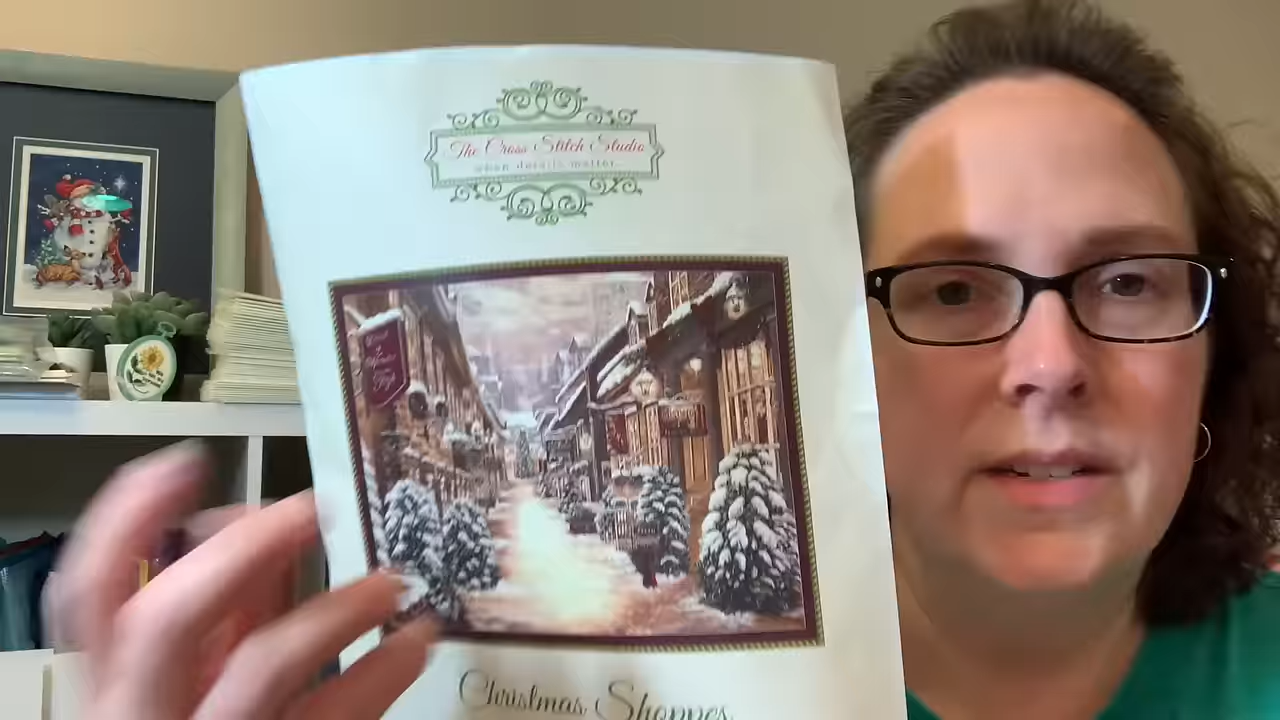 The Cross Stitch Studio
when details matter...
Christmas Shoppes